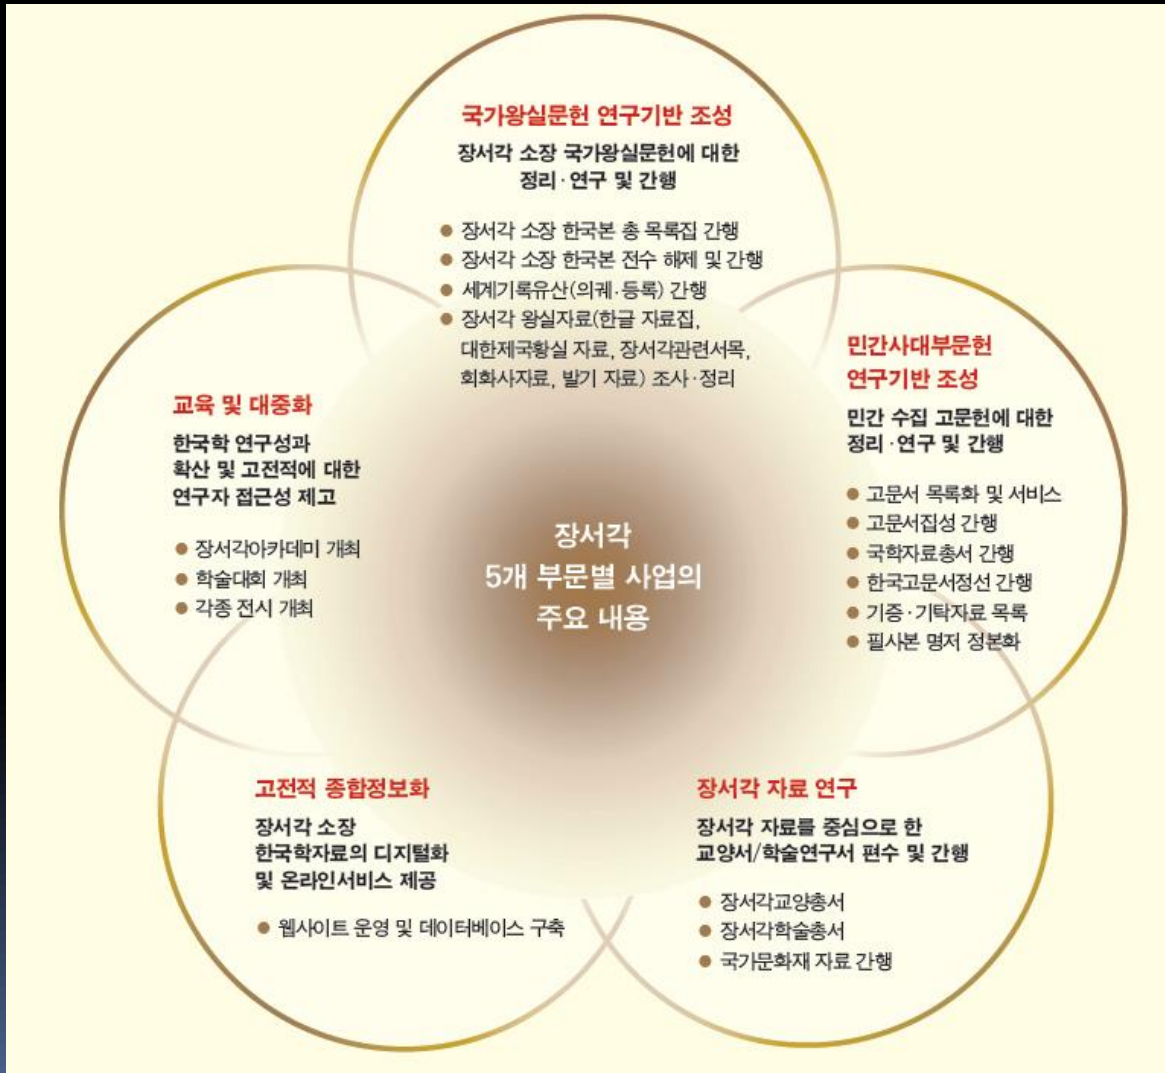 국가왕실문헌 연구기반 조성
장서각 소장 국가왕실문헌에 대한
정리·연구 및 간행
● 장서각 소장 한국본 총 목록집 간행
● 장서각 소장 한국본 전수 해제 및 간행
● 세계기록유산(의궤·등록) 간행
● 장서각 왕실자료(한글 자료집,
대한제국황실 자료, 장서각관련서목,
회화사자료, 발기 자료) 조사·정리
민간사대부문헌
연구기반 조성
민간 수집 고문헌에 대한
정리·연구 및 간행
● 고문서 목록화 및 서비스
● 고문서집성 간행
● 국학자료총서 간행
● 한국고문서정선 간행
● 기증·기탁자료 목록
● 필사본 명저 정본화
교육 및 대중화
한국학 연구성과
확산 및 고전적에 대한
연구자 접근성 제고
● 장서각아카데미 개최
● 학술대회 개최
● 각종 전시 개최
장서각
5개 부문별 사업의
주요 내용
고전적 종합정보화
장서각 소장
한국학자료의 디지털화
및 온라인서비스 제공
● 웹사이트 운영 및 데이터베이스 구축
장서각 자료 연구
장서각 자료를 중심으로 한
교양서/학술연구서 편수 및 간행
● 장서각교양총서
● 장서각학술총서
● 국가문화재 자료 간행